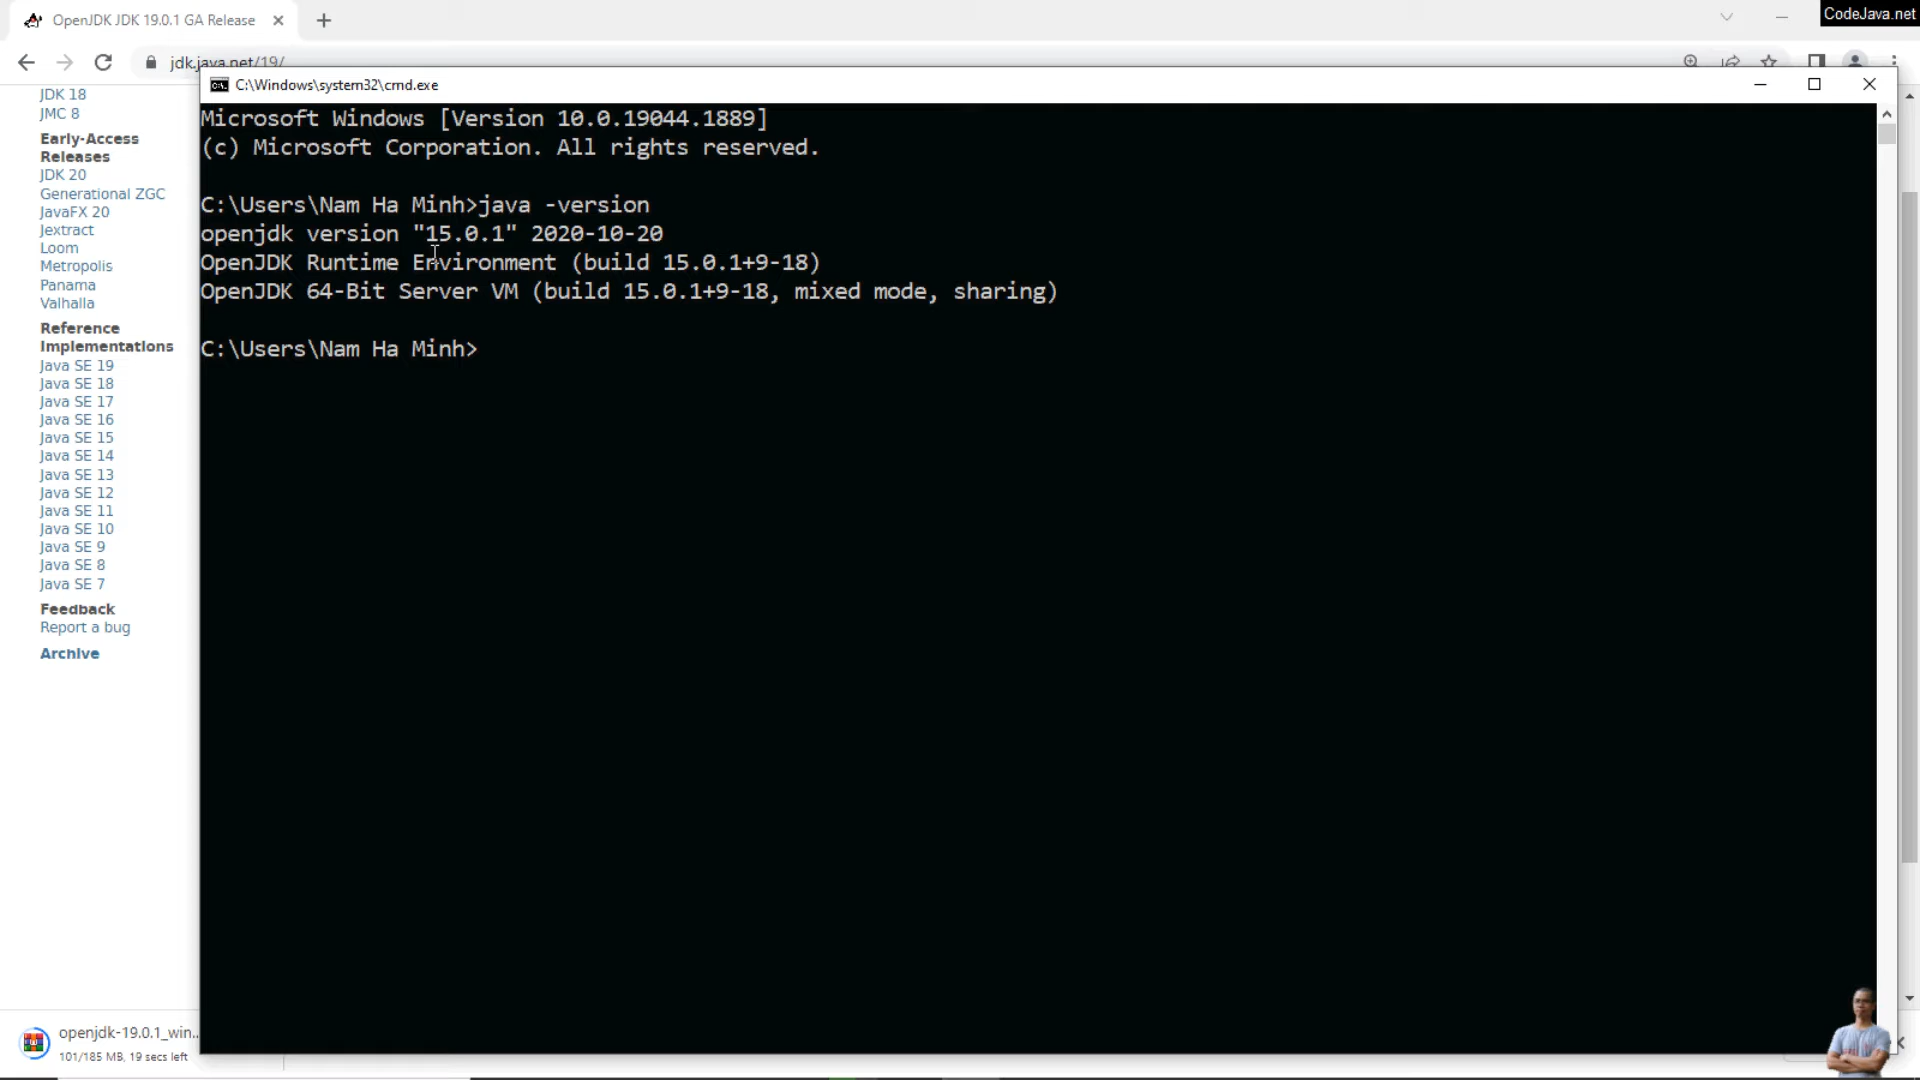 OpenJDK JDK 19.0.1 GA Release
CodeJava.net
jdk.java.net/19/
C:\Windows\system32\cmd.exe
Microsoft Windows [Version 10.0.19044.1889]
(c) Microsoft Corporation. All rights reserved.
C:\Users\Nam Ha Minh>java -version
openjdk version "15.0.1" 2020-10-20
OpenJDK Runtime Environment (build 15.0.1+9-18)
OpenJDK 64-Bit Server VM (build 15.0.1+9-18, mixed mode, sharing)
C:\Users\Nam Ha Minh>
JDK 18
JMC 8
Early-Access
Releases
JDK 20
Generational ZGC
JavaFX 20
Jextract
Loom
Metropolis
Panama
Valhalla
Reference
Implementations
Java SE 19
Java SE 18
Java SE 17
Java SE 16
Java SE 15
Java SE 14
Java SE 13
Java SE 12
Java SE 11
Java SE 10
Java SE 9
Java SE 8
Java SE 7
Feedback
Report a bug
Archive
openjdk-19.0.1_win...
101/185 MB, 19 secs left